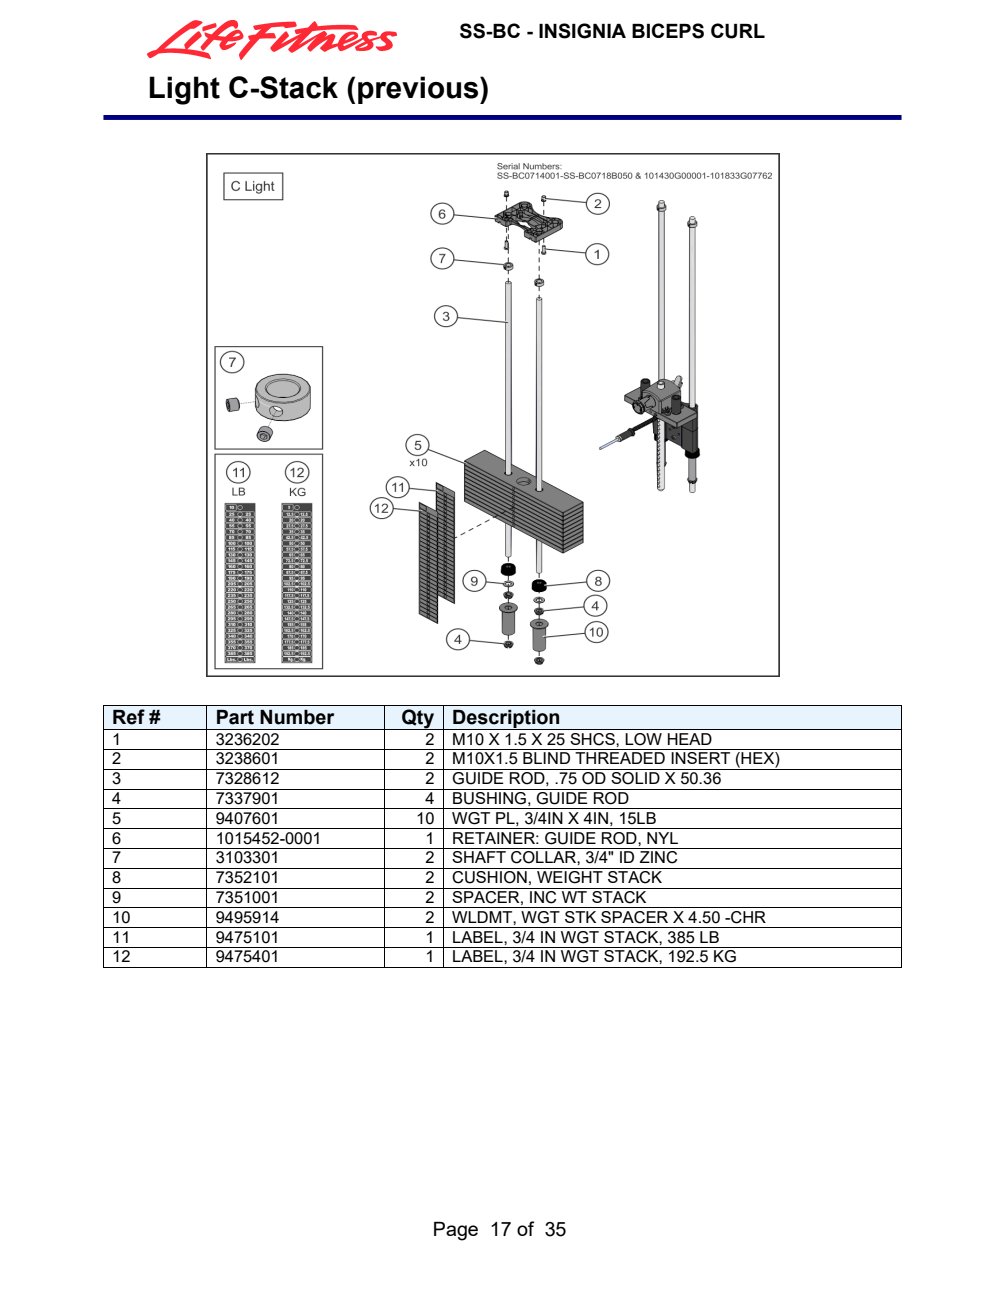 Life Fitness
SS-BC - INSIGNIA BICEPS CURL
Light C-Stack (previous)
Serial Numbers:
SS-BC0714001-SS-BC0718B050 & 101430G00001-101833G07762
C Light
2
6
1
7
3
7
5
x10
11
12
11
12
LB
KG
9
8
4
4
10
Ref # Part Number Qty Description
1 3236202 2 M10 X 1.5 X 25 SHCS, LOW HEAD
2 3238601 2 M10X1.5 BLIND THREADED INSERT (HEX)
3 7328612 2 GUIDE ROD, .75 OD SOLID X 50.36
4 7337901 4 BUSHING, GUIDE ROD
5 9407601 10 WGT PL, 3/4IN X 4IN, 15LB
6 1015452-0001 1 RETAINER: GUIDE ROD, NYL
7 3103301 2 SHAFT COLLAR, 3/4" ID ZINC
8 7352101 2 CUSHION, WEIGHT STACK
9 7351001 2 SPACER, INC WT STACK
10 9495914 2 WLDMT, WGT STK SPACER X 4.50 -CHR
11 9475101 1 LABEL, 3/4 IN WGT STACK, 385 LB
12 9475401 1 LABEL, 3/4 IN WGT STACK, 192.5 KG
Page 17 of 35